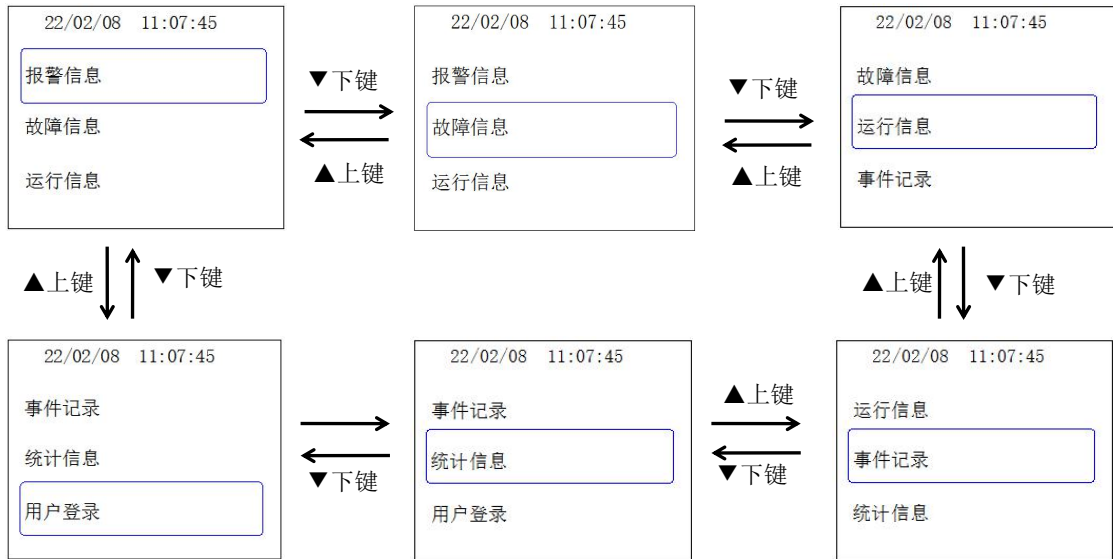 22/02/08 11:07:45
报警信息
故障信息
运行信息
▼下键
▲上键
22/02/08 11:07:45
报警信息
故障信息
运行信息
▼下键
▲上键
22/02/08 11:07:45
故障信息
运行信息
事件记录
▲上键
▼下键
▲上键
▼下键
22/02/08 11:07:45
事件记录
统计信息
用户登录
▼下键
22/02/08 11:07:45
事件记录
统计信息
用户登录
▲上键
▼下键
22/02/08 11:07:45
运行信息
事件记录
统计信息